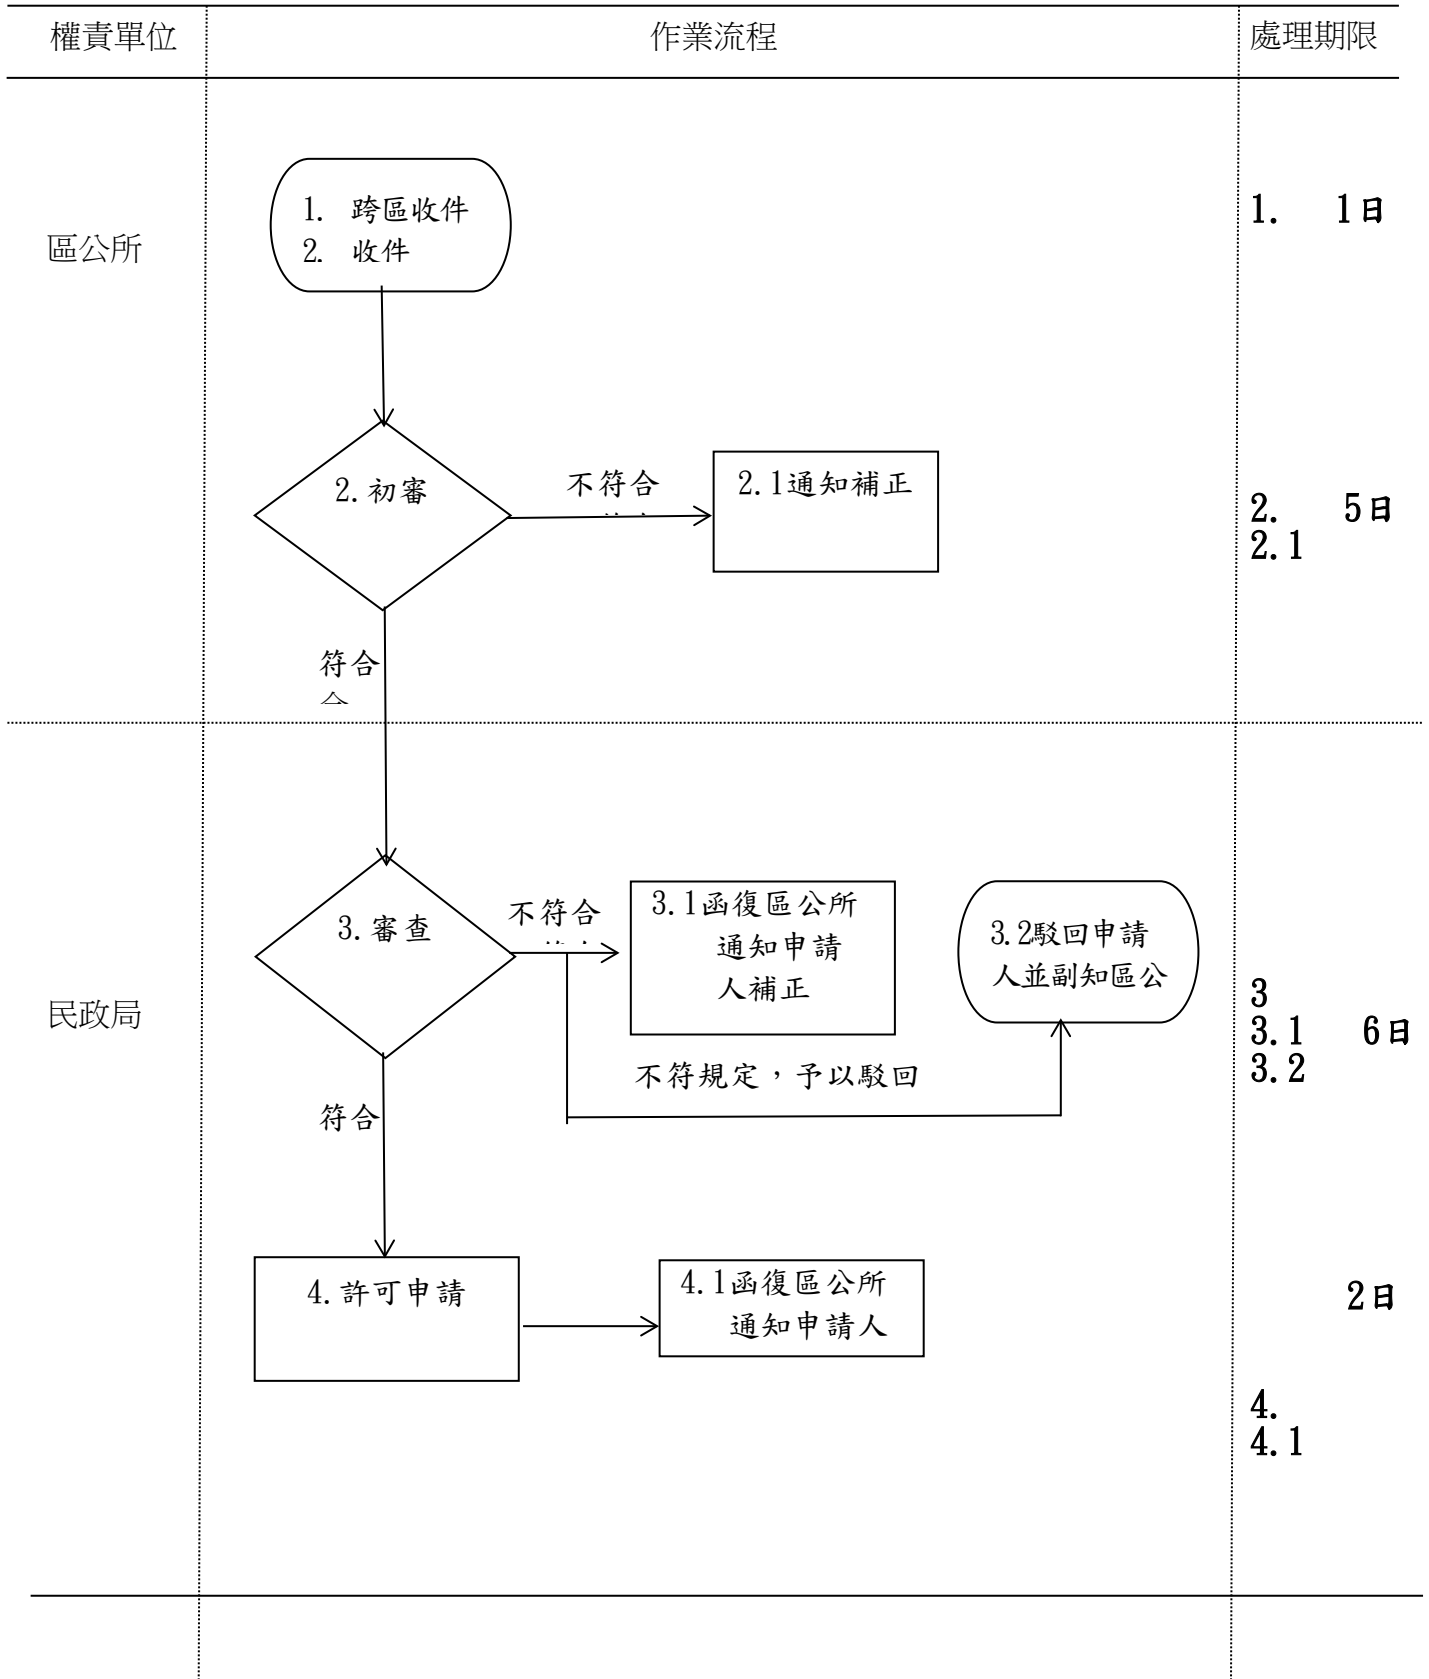 權責單位
作業流程
處理期限
區公所
1. 跨區收件
2. 收件
1. 1日
2.初審
不符合
2.1通知補正
2. 5日
2.1
符合
民政局
3.審查
不符合
3.1函復區公所
通知申請
人補正
3.2駁回申請
人並副知區公
3
3.1 6日
3.2
不符規定，予以駁回
符合
4.許可申請
4.1函復區公所
通知申請人
2日
4.
4.1